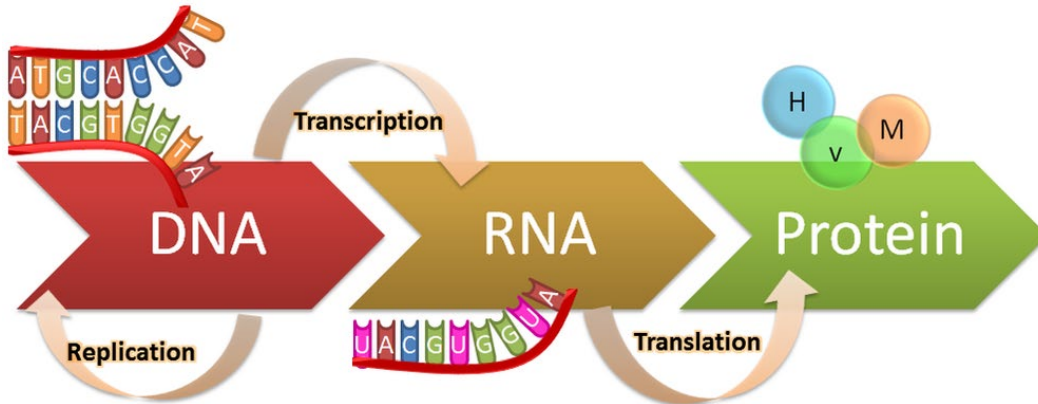 ATGCACCAT
TACGTGGTA
Transcription
H
v
M
DNA
RNA
Protein
Replication
UACGUGGUA
Translation